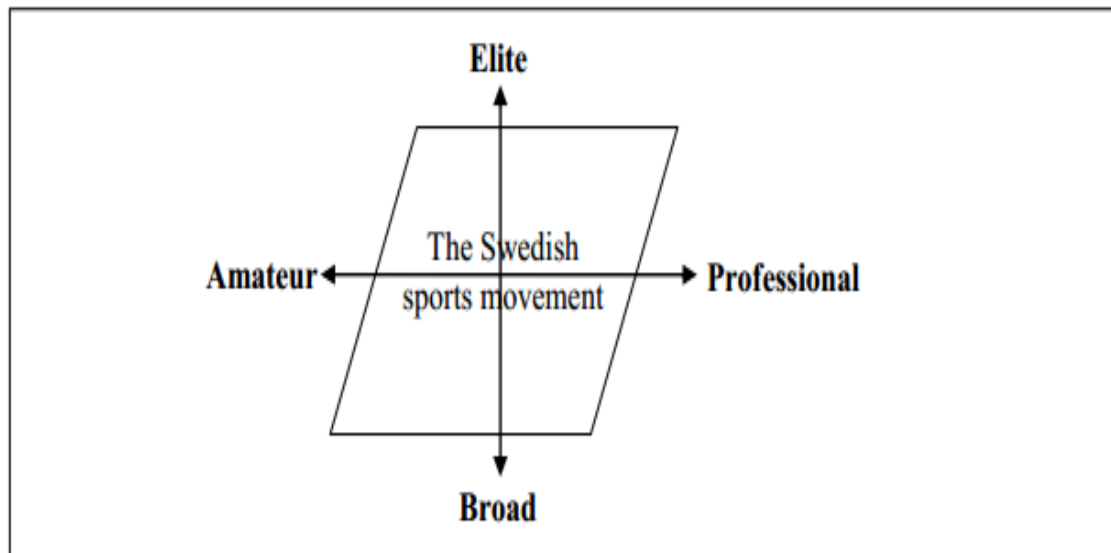 Elite
The Swedish
Amateur
Professional
sports movement
Broad